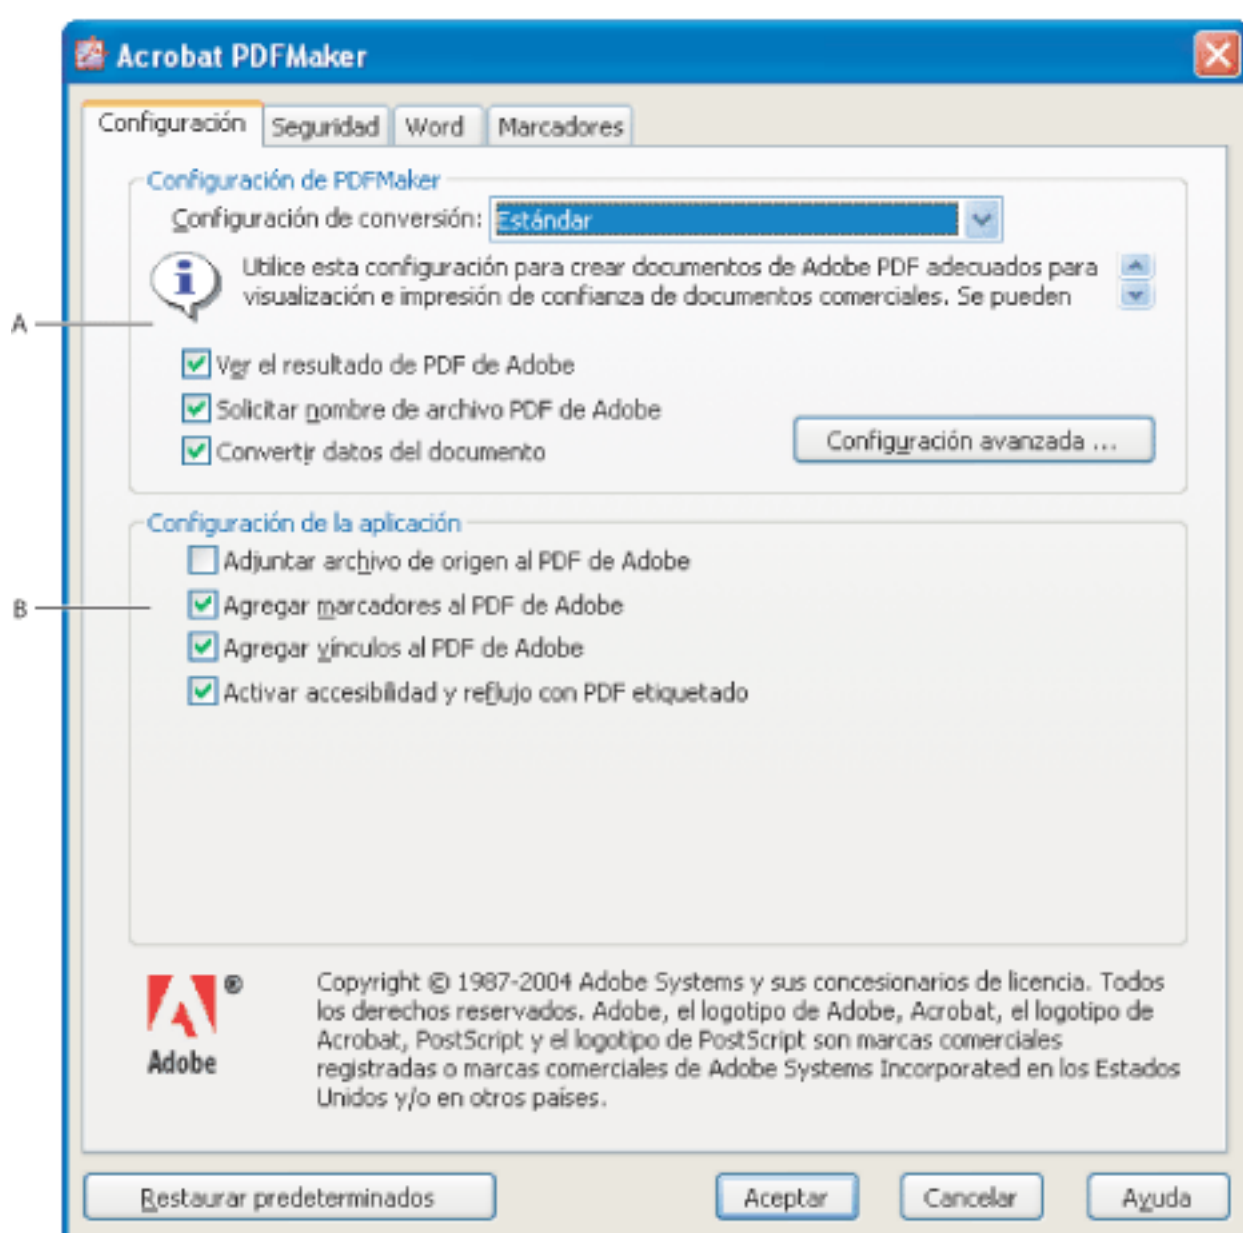 Acrobat PDFMaker
Configuración
Seguridad
Word
Marcadores
Configuración de PDFMaker
Configuración de conversión: Estándar
Utilice esta configuración para crear documentos de Adobe PDF adecuados para
visualización e impresión de confianza de documentos comerciales. Se pueden
A
Ver el resultado de PDF de Adobe
Solicitar nombre de archivo PDF de Adobe
Convertir datos del documento
Configuración avanzada ...
Configuración de la aplicación
Adjuntar archivo de origen al PDF de Adobe
B
Agregar marcadores al PDF de Adobe
Agregar vínculos al PDF de Adobe
Activar accesibilidad y reflujo con PDF etiquetado
®
Adobe
Copyright © 1987-2004 Adobe Systems y sus concesionarios de licencia. Todos
los derechos reservados. Adobe, el logotipo de Adobe, Acrobat, el logotipo de
Acrobat, PostScript y el logotipo de PostScript son marcas comerciales
registradas o marcas comerciales de Adobe Systems Incorporated en los Estados
Unidos y/o en otros países.
Restaurar predeterminados
Aceptar
Cancelar
Ayuda